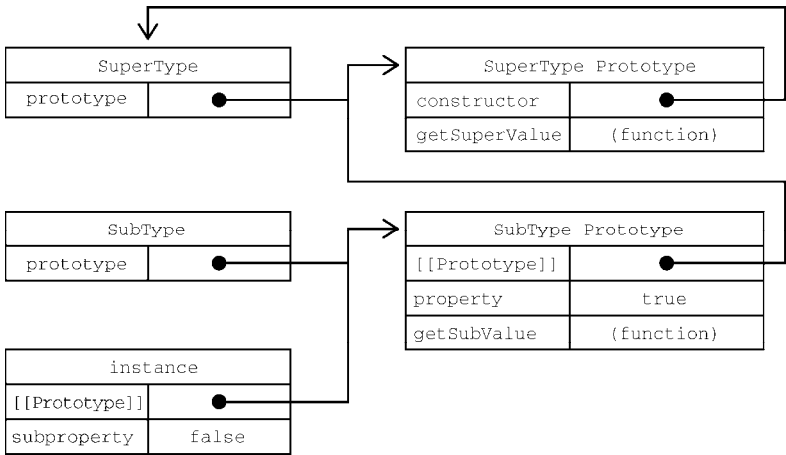 SuperType
prototype
SuperType Prototype
constructor
getSuperValue (function)
SubType
prototype
SubType Prototype
[[Prototype]]
property true
getSubValue (function)
instance
[[Prototype]]
subproperty false